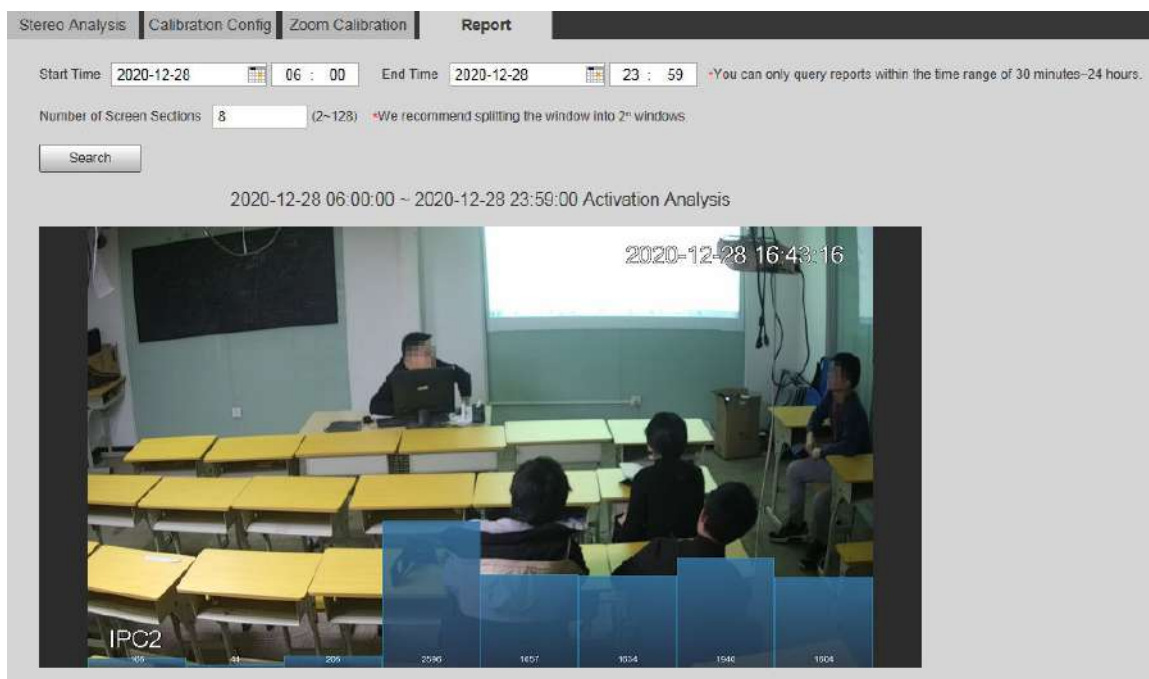 Stereo Analysis Calibration Config Zoom Calibration Report
Start Time 2020-12-28 06 : 00 End Time 2020-12-28 23 : 59 *You can only query reports within the time range of 30 minutes~24 hours.
Number of Screen Sections 8 (2~128) *We recommend splitting the window into 2ⁿ windows.
Search
2020-12-28 06:00:00 ~ 2020-12-28 23:59:00 Activation Analysis
2020-12-28 16:43:16
IPC2
44 205 2596 1657 1634 1946 1604